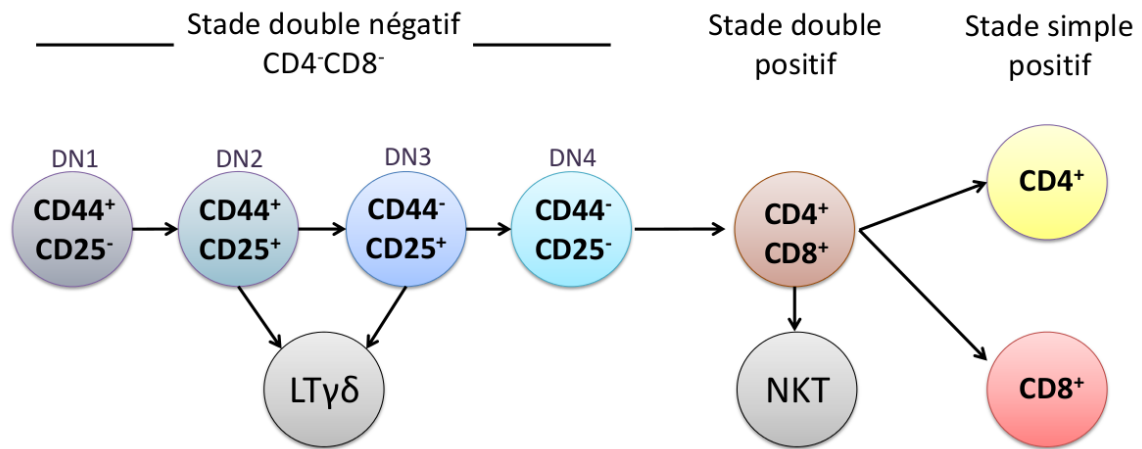 Stade double négatif
CD4⁻CD8⁻
Stade double
positif
Stade simple
positif
DN1
DN2
DN3
DN4
CD44⁺
CD25⁻
CD44⁺
CD25⁺
CD44⁻
CD25⁺
CD44⁻
CD25⁻
CD4⁺
CD8⁺
CD4⁺
LTγδ
NKT
CD8⁺